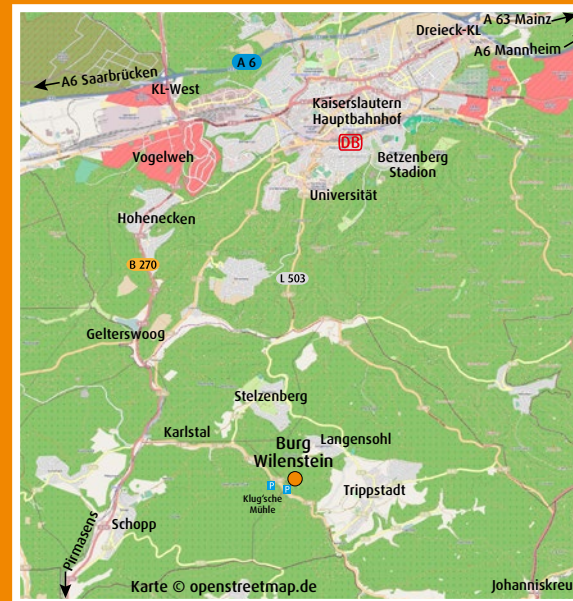 A 63 Mainz
Dreieck-KL
A6 Mannheim
A 6
A6 Saarbrücken
KL-West
Kaiserslautern
Hauptbahnhof
DB
Vogelweh
Betzenberg
Stadion
Universität
Hohenecken
B 270
L 503
Gelterswoog
Stelzenberg
Karlstal
Burg
Wilenstein
Langensohl
P
P
Klug'sche
Mühle
Trippstadt
Schopp
Pirmasens
Karte © openstreetmap.de
Johanniskreu